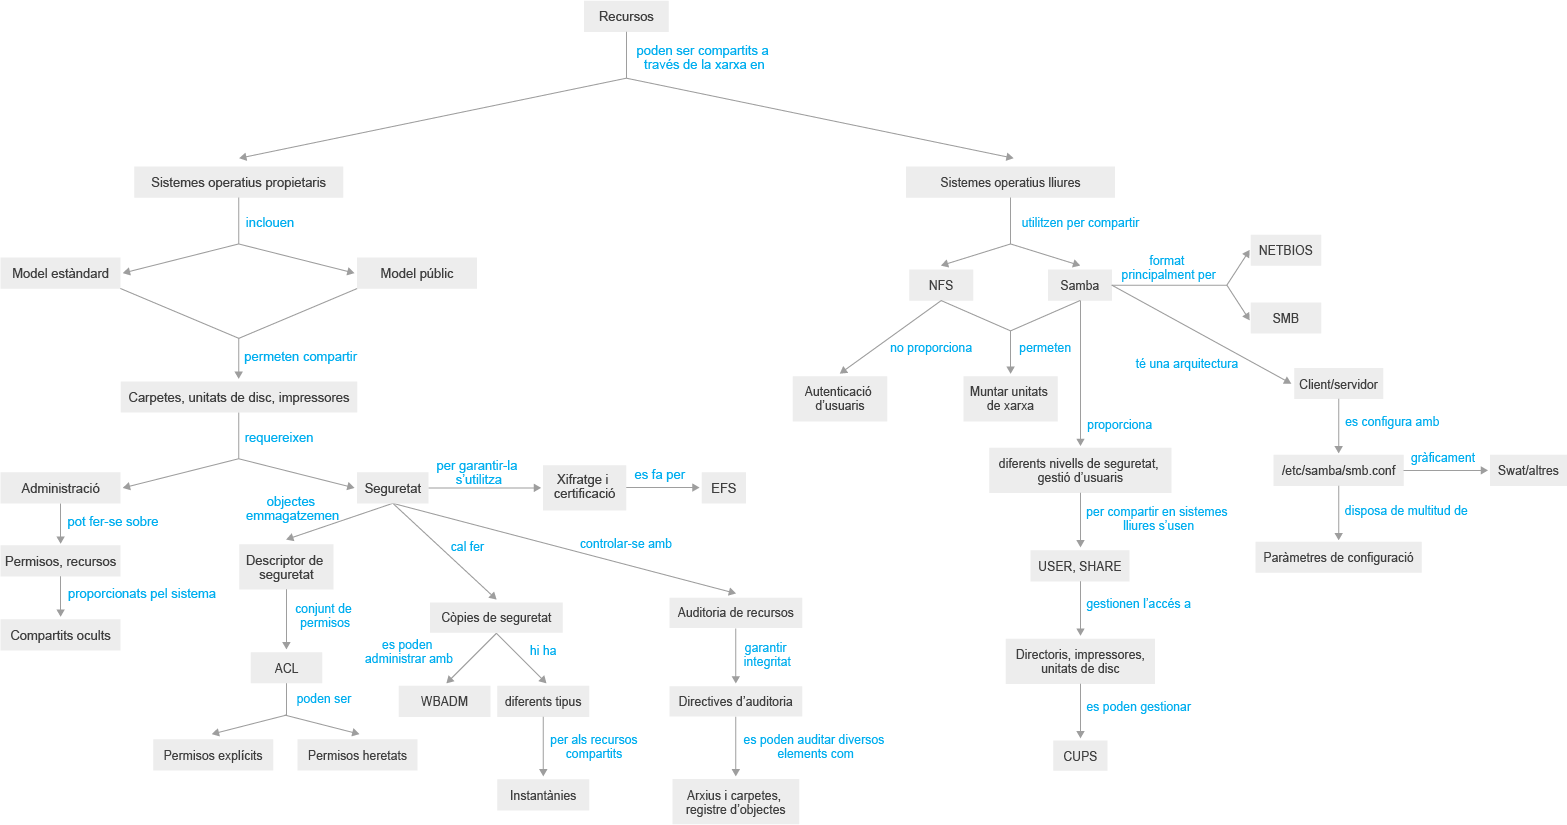 Recursos
poden ser compartits a
través de la xarxa en
Sistemes operatius propietaris
Sistemes operatius lliures
inclouen
utilitzen per compartir
Model estàndard
Model públic
NFS
Samba
format
principalment per
NETBIOS
SMB
permeten compartir
no proporciona
permeten
té una arquitectura
Carpetes, unitats de disc, impressores
Autenticació
d’usuaris
Muntar unitats
de xarxa
Client/servidor
requereixen
proporciona
es configura amb
Administració
Seguretat
per garantir-la
s’utilitza
Xifratge i
certificació
es fa per
EFS
diferents nivells de seguretat,
gestió d’usuaris
/etc/samba/smb.conf
gràficament
Swat/altres
pot fer-se sobre
objectes
emmagatzemen
cal fer
controlar-se amb
per compartir en sistemes
lliures s’usen
disposa de multitud de
Permisos, recursos
Descriptor de
seguretat
USER, SHARE
Paràmetres de configuració
proporcionats pel sistema
conjunt de
permisos
Còpies de seguretat
Auditoria de recursos
gestionen l’accés a
Compartits ocults
es poden
administrar amb
hi ha
garantir
integritat
Directoris, impressores,
unitats de disc
ACL
WBADM
diferents tipus
Directives d’auditoria
poden ser
es poden gestionar
Permisos explícits
Permisos heretats
per als recursos
compartits
es poden auditar diversos
elements com
CUPS
Instantànies
Arxius i carpetes,
registre d’objectes